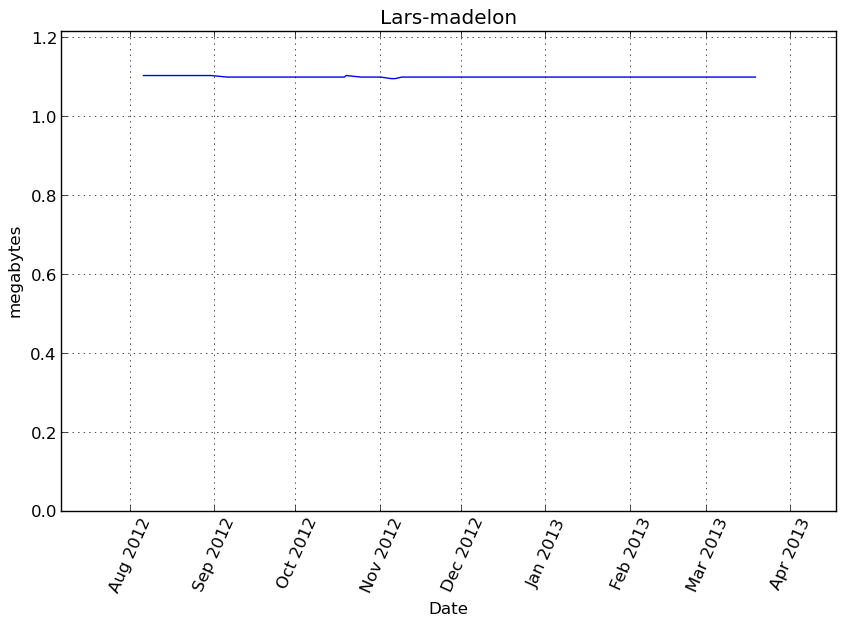 Lars-madelon
1.2
1.0
0.8
0.6
0.4
0.2
0.0
megabytes
Aug 2012
Sep 2012
Oct 2012
Nov 2012
Dec 2012
Jan 2013
Feb 2013
Mar 2013
Apr 2013
Date